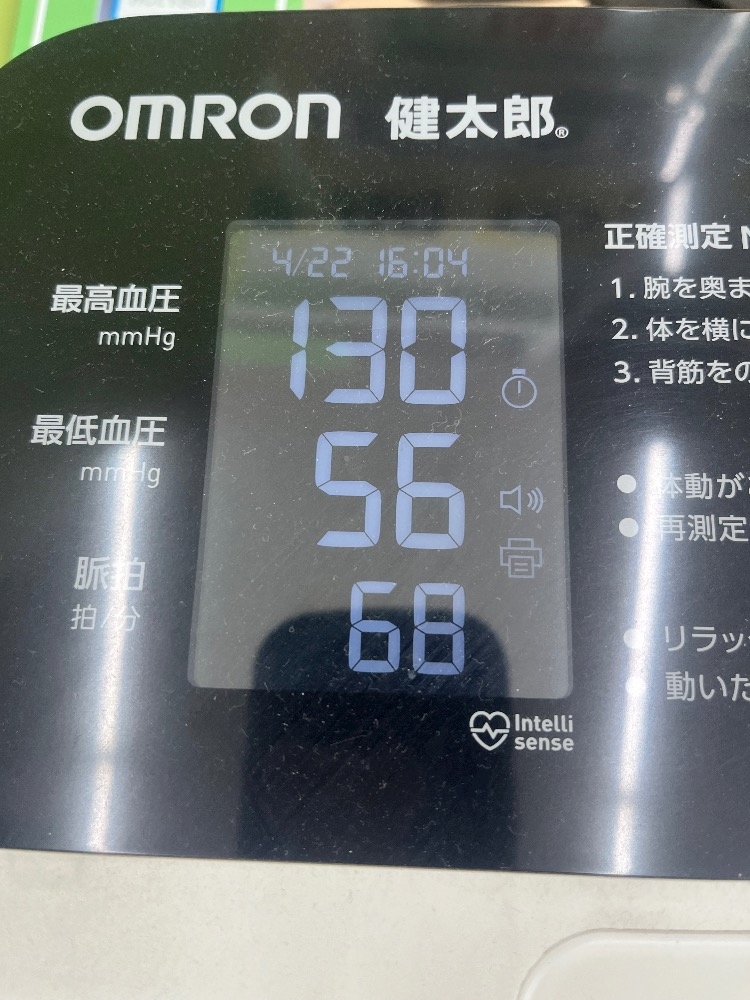 OMRON 健太郎®
4/22 16:04
最高血圧
mmHg
130
最低血圧
mmHg
56
脈拍
拍/分
68
Intelli
sense
正確測定
1. 腕を奥ま
2. 体を横に
3. 背筋をの
体動が
再測定
リラッ
動いた